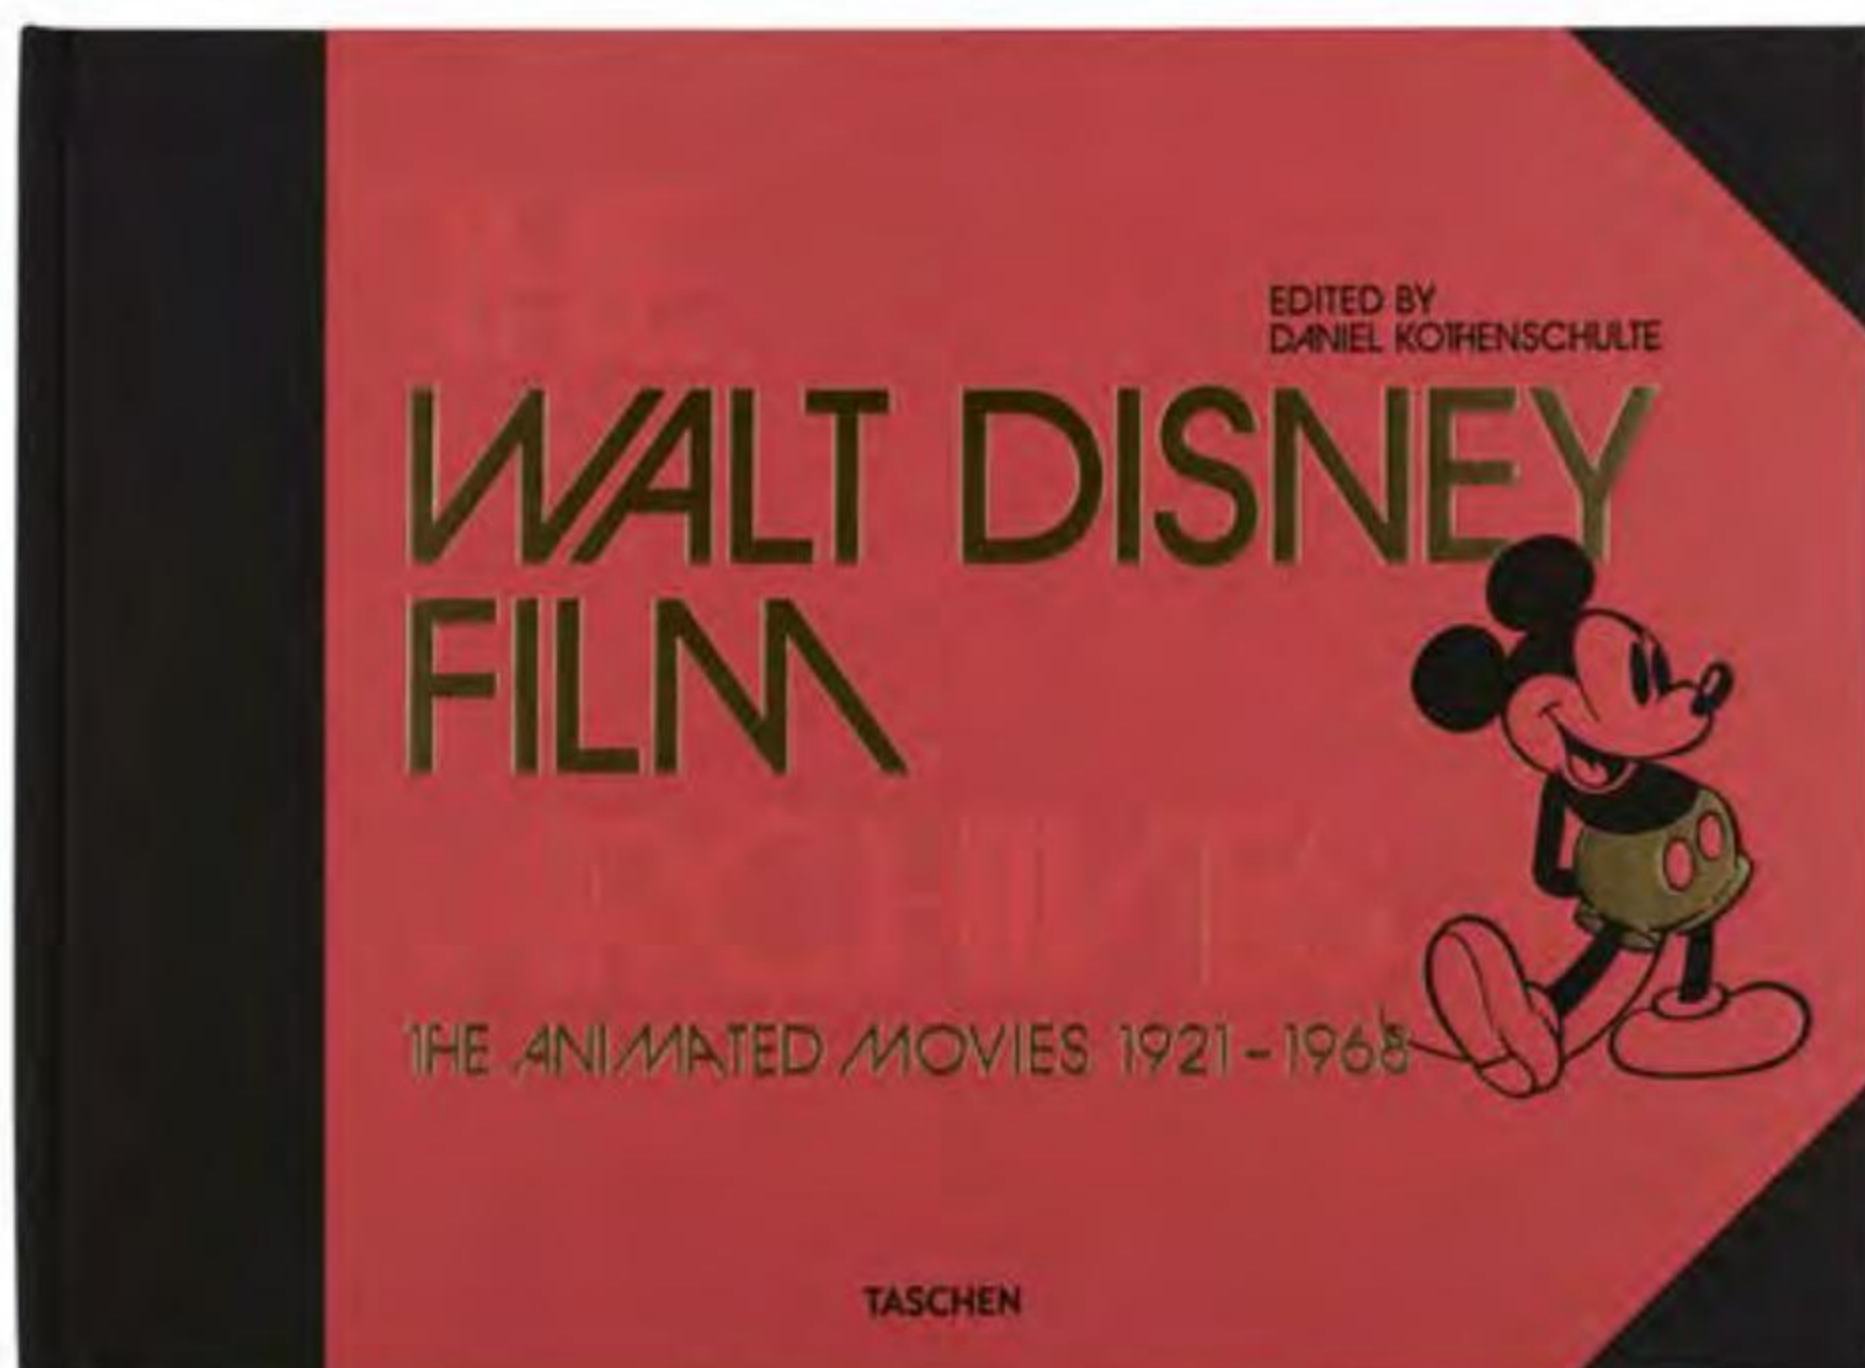 EDITED BY
DANIEL KOTHENSCHULTE
WALT DISNEY
FILM
THE ANIMATED MOVIES 1921–1968
TASCHEN